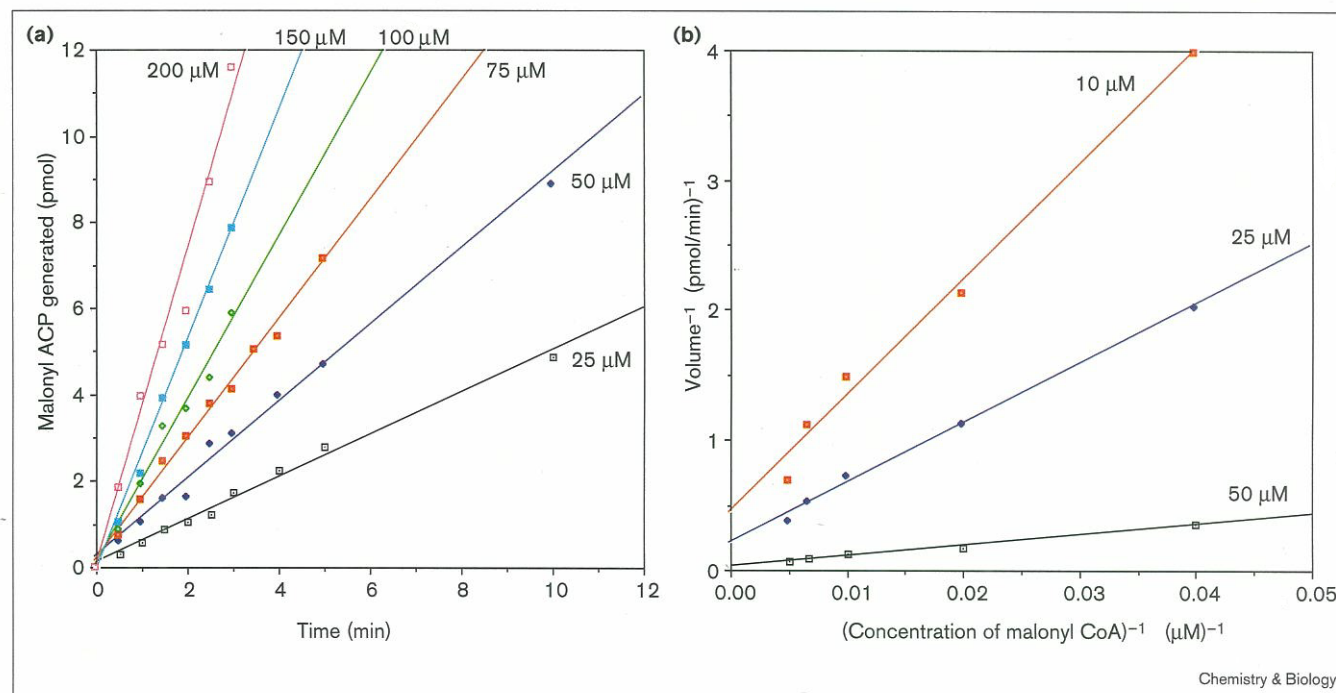 (a)
12
10
8
6
4
2
0
Malonyl ACP generated (pmol)
200 μM
150 μM
100 μM
75 μM
50 μM
25 μM
0 2 4 6 8 10 12
Time (min)
(b)
4
3
2
1
0
Volume⁻¹ (pmol/min)⁻¹
10 μM
25 μM
50 μM
0.00 0.01 0.02 0.03 0.04 0.05
(Concentration of malonyl CoA)⁻¹ (μM)⁻¹
Chemistry & Biology